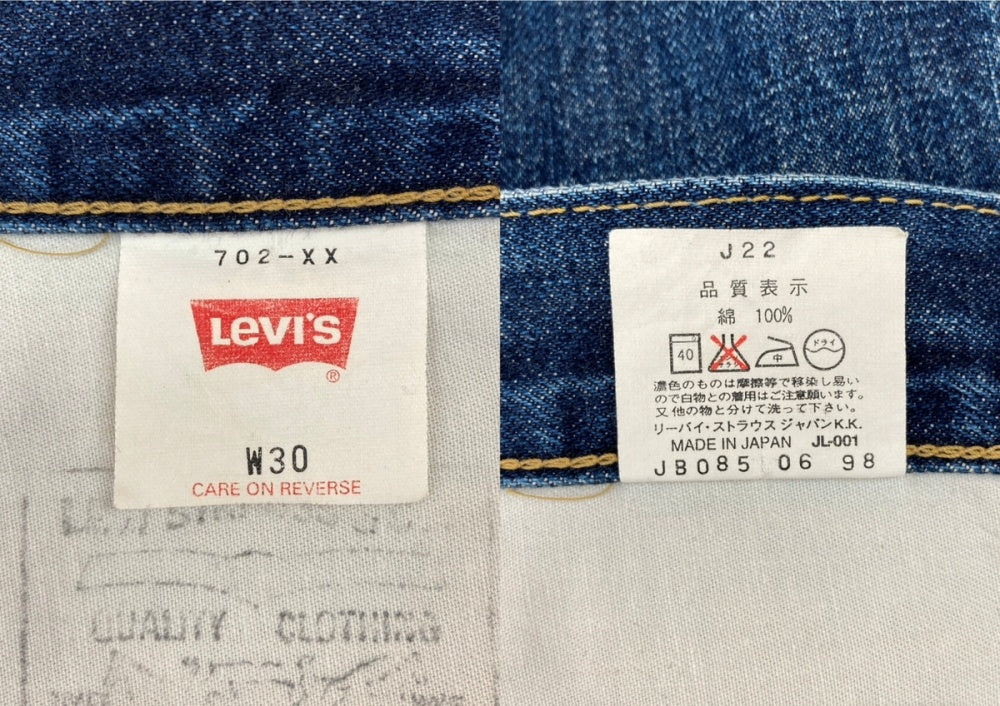 702-XX
LEVI'S
®
W30
CARE ON REVERSE
QUALITY CLOTHING
J22
品質表示
綿 100%
40
中
ドライ
濃色のものは摩擦等で移染し易い
ので白物との着用はご注意願います。
又他の物と分けて洗って下さい。
リーバイ・ストラウス ジャパンK.K.
MADE IN JAPAN JL-001
JB085 06 98